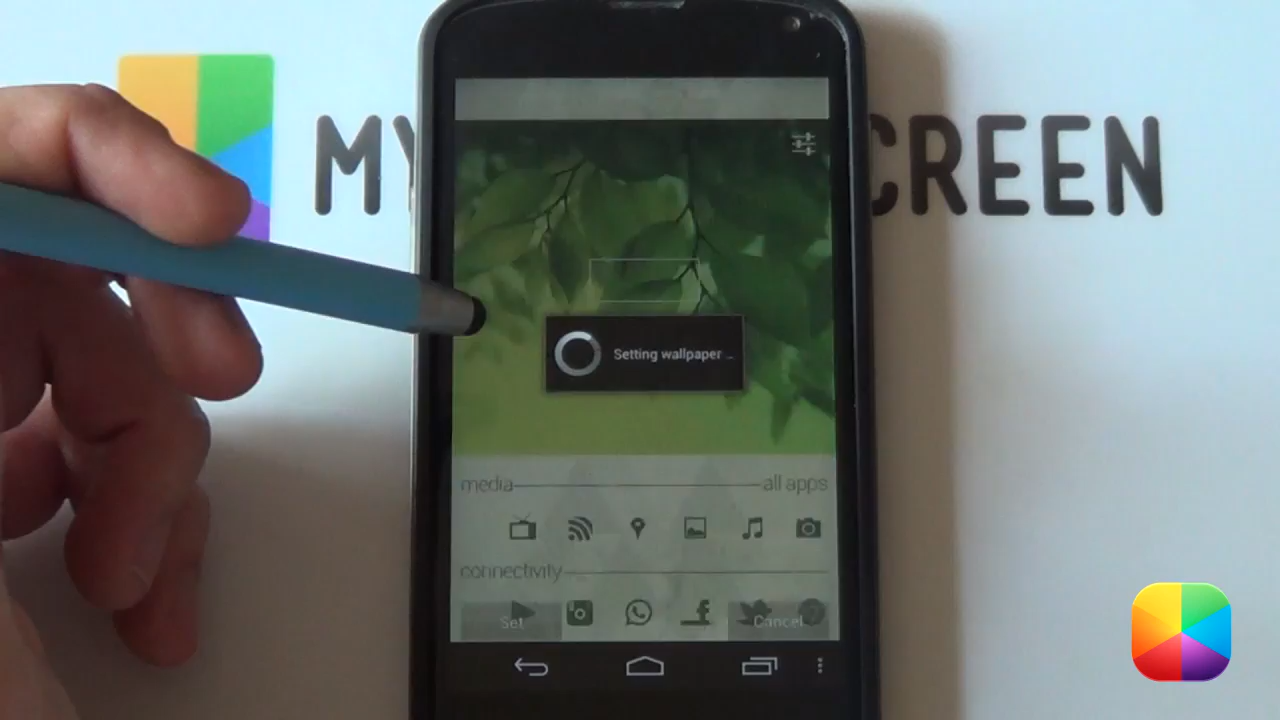 MY CREEN
Setting wallpaper ...
media all apps
connectivity
Set Cancel